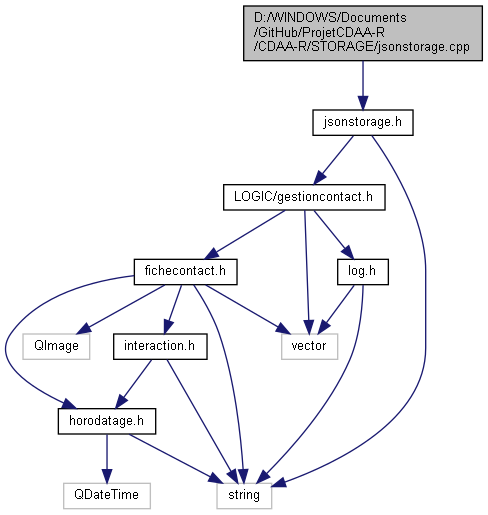 D:/WINDOWS/Documents
/GitHub/ProjetCDAA-R
/CDAA-R/STORAGE/jsonstorage.cpp
jsonstorage.h
LOGIC/gestioncontact.h
fichecontact.h
log.h
QImage
interaction.h
vector
horodatage.h
QDateTime
string